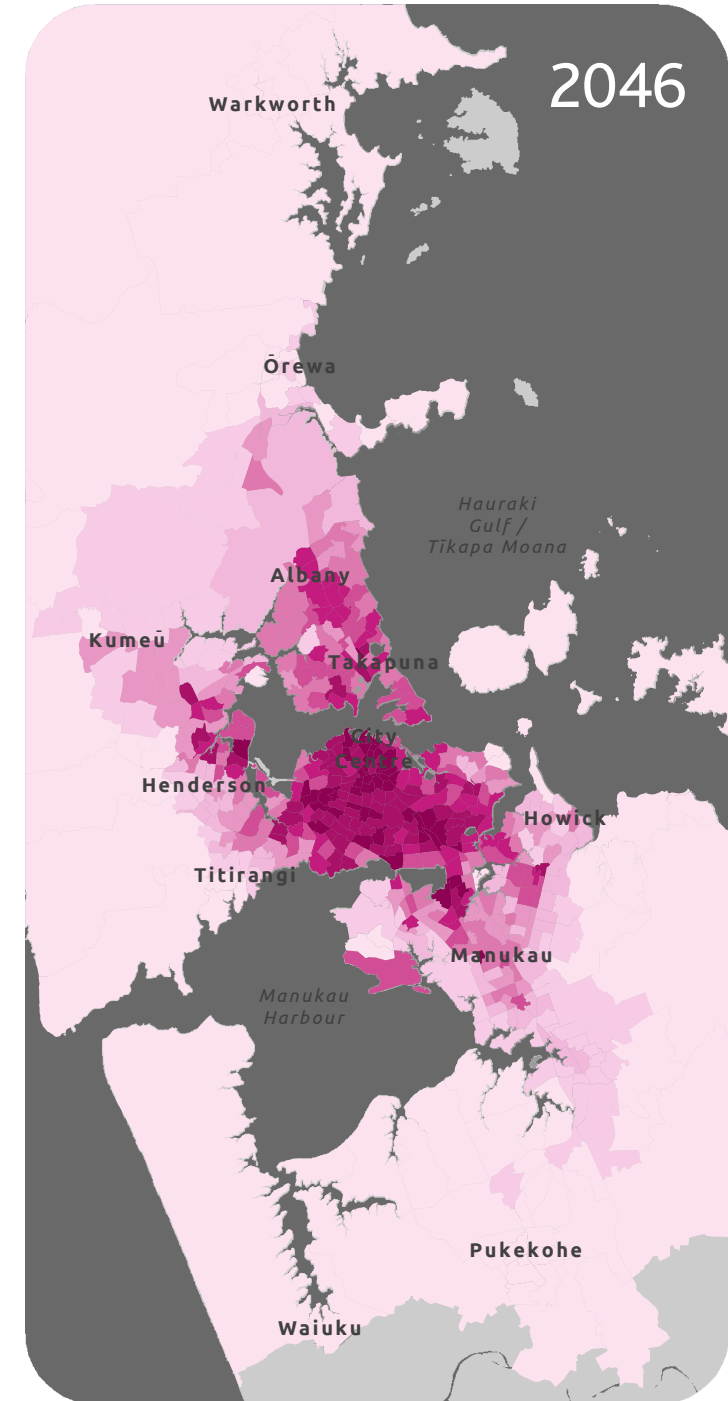 2046
Warkworth
Ōrewa
Hauraki
Gulf /
Tīkapa Moana
Albany
Kumeū
Takapuna
City
Centre
Henderson
Howick
Titirangi
Manukau
Manukau
Harbour
Pukekohe
Waiuku